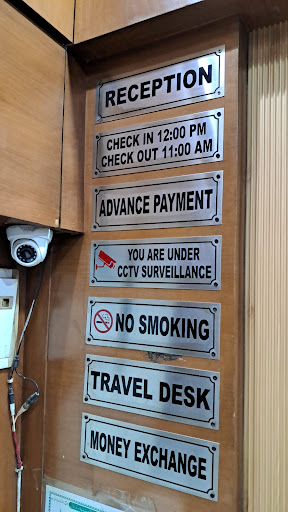 RECEPTION
CHECK IN 12:00 PM
CHECK OUT 11:00 AM
ADVANCE PAYMENT
YOU ARE UNDER
CCTV SURVEILLANCE
NO SMOKING
TRAVEL DESK
MONEY EXCHANGE